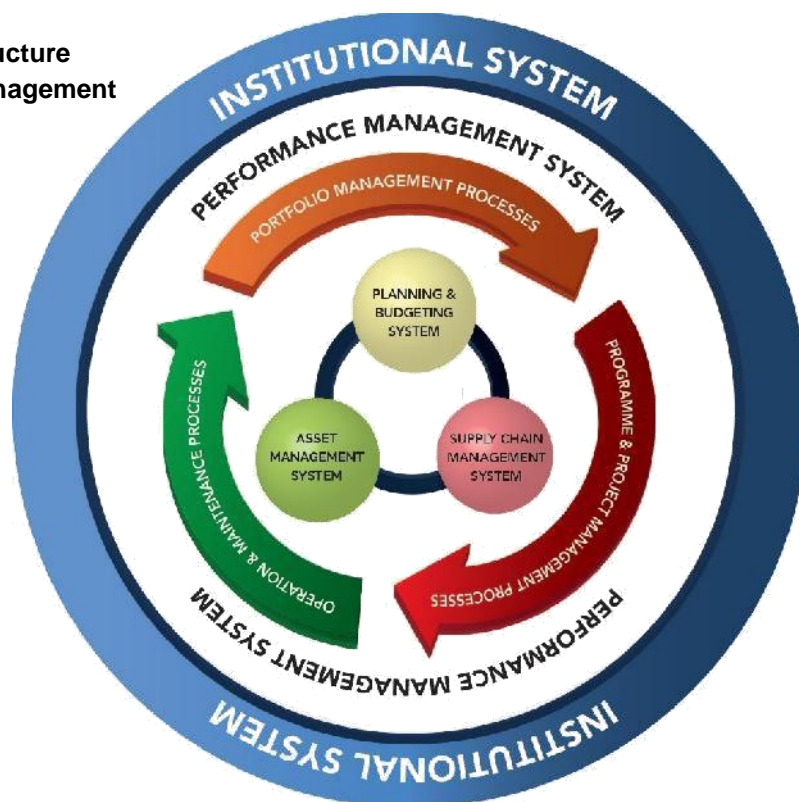 ucture
nagement
INSTITUTIONAL SYSTEM
PERFORMANCE MANAGEMENT SYSTEM
PORTFOLIO MANAGEMENT PROCESSES
PLANNING &
BUDGETING
SYSTEM
ASSET
MANAGEMENT
SYSTEM
SUPPLY CHAIN
MANAGEMENT
SYSTEM
PROGRAMME & PROJECT MANAGEMENT PROCESSES
OPERATION & MAINTENANCE PROCESSES
PERFORMANCE MANAGEMENT SYSTEM
INSTITUTIONAL SYSTEM